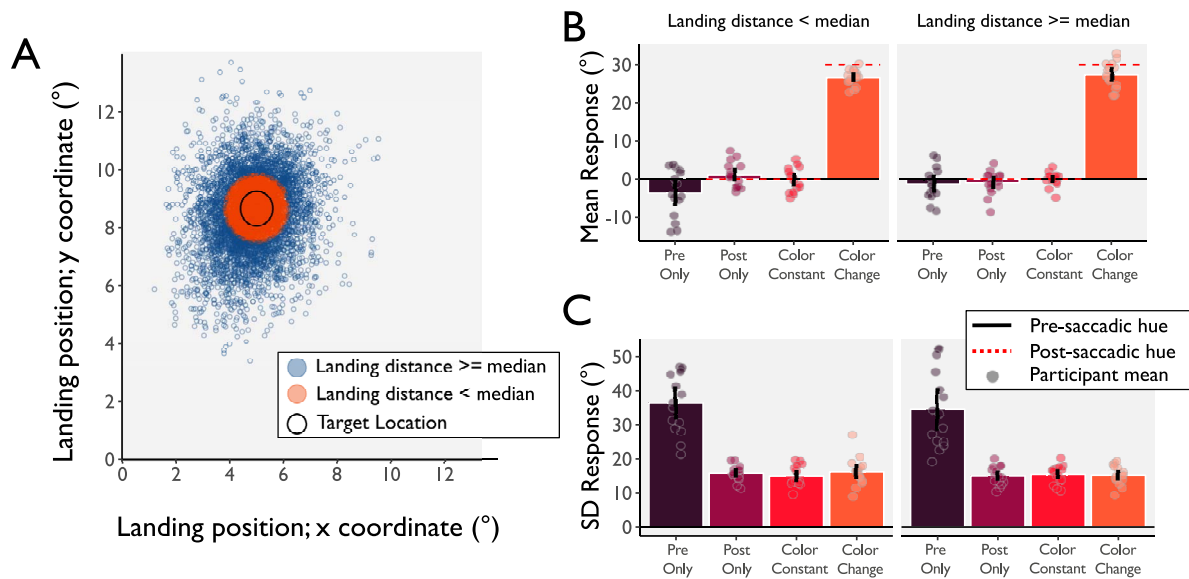 A
Landing position; y coordinate (°)
12
10
8
6
4
2
0
0 2 4 6 8 10 12
Landing position; x coordinate (°)
Landing distance >= median
Landing distance < median
Target Location
B
Landing distance < median
Landing distance >= median
Mean Response (°)
30
20
10
0
-10
Pre Only
Post Only
Color Constant
Color Change
Pre Only
Post Only
Color Constant
Color Change
C
Pre-saccadic hue
Post-saccadic hue
Participant mean
SD Response (°)
50
40
30
20
10
0
Pre Only
Post Only
Color Constant
Color Change
Pre Only
Post Only
Color Constant
Color Change